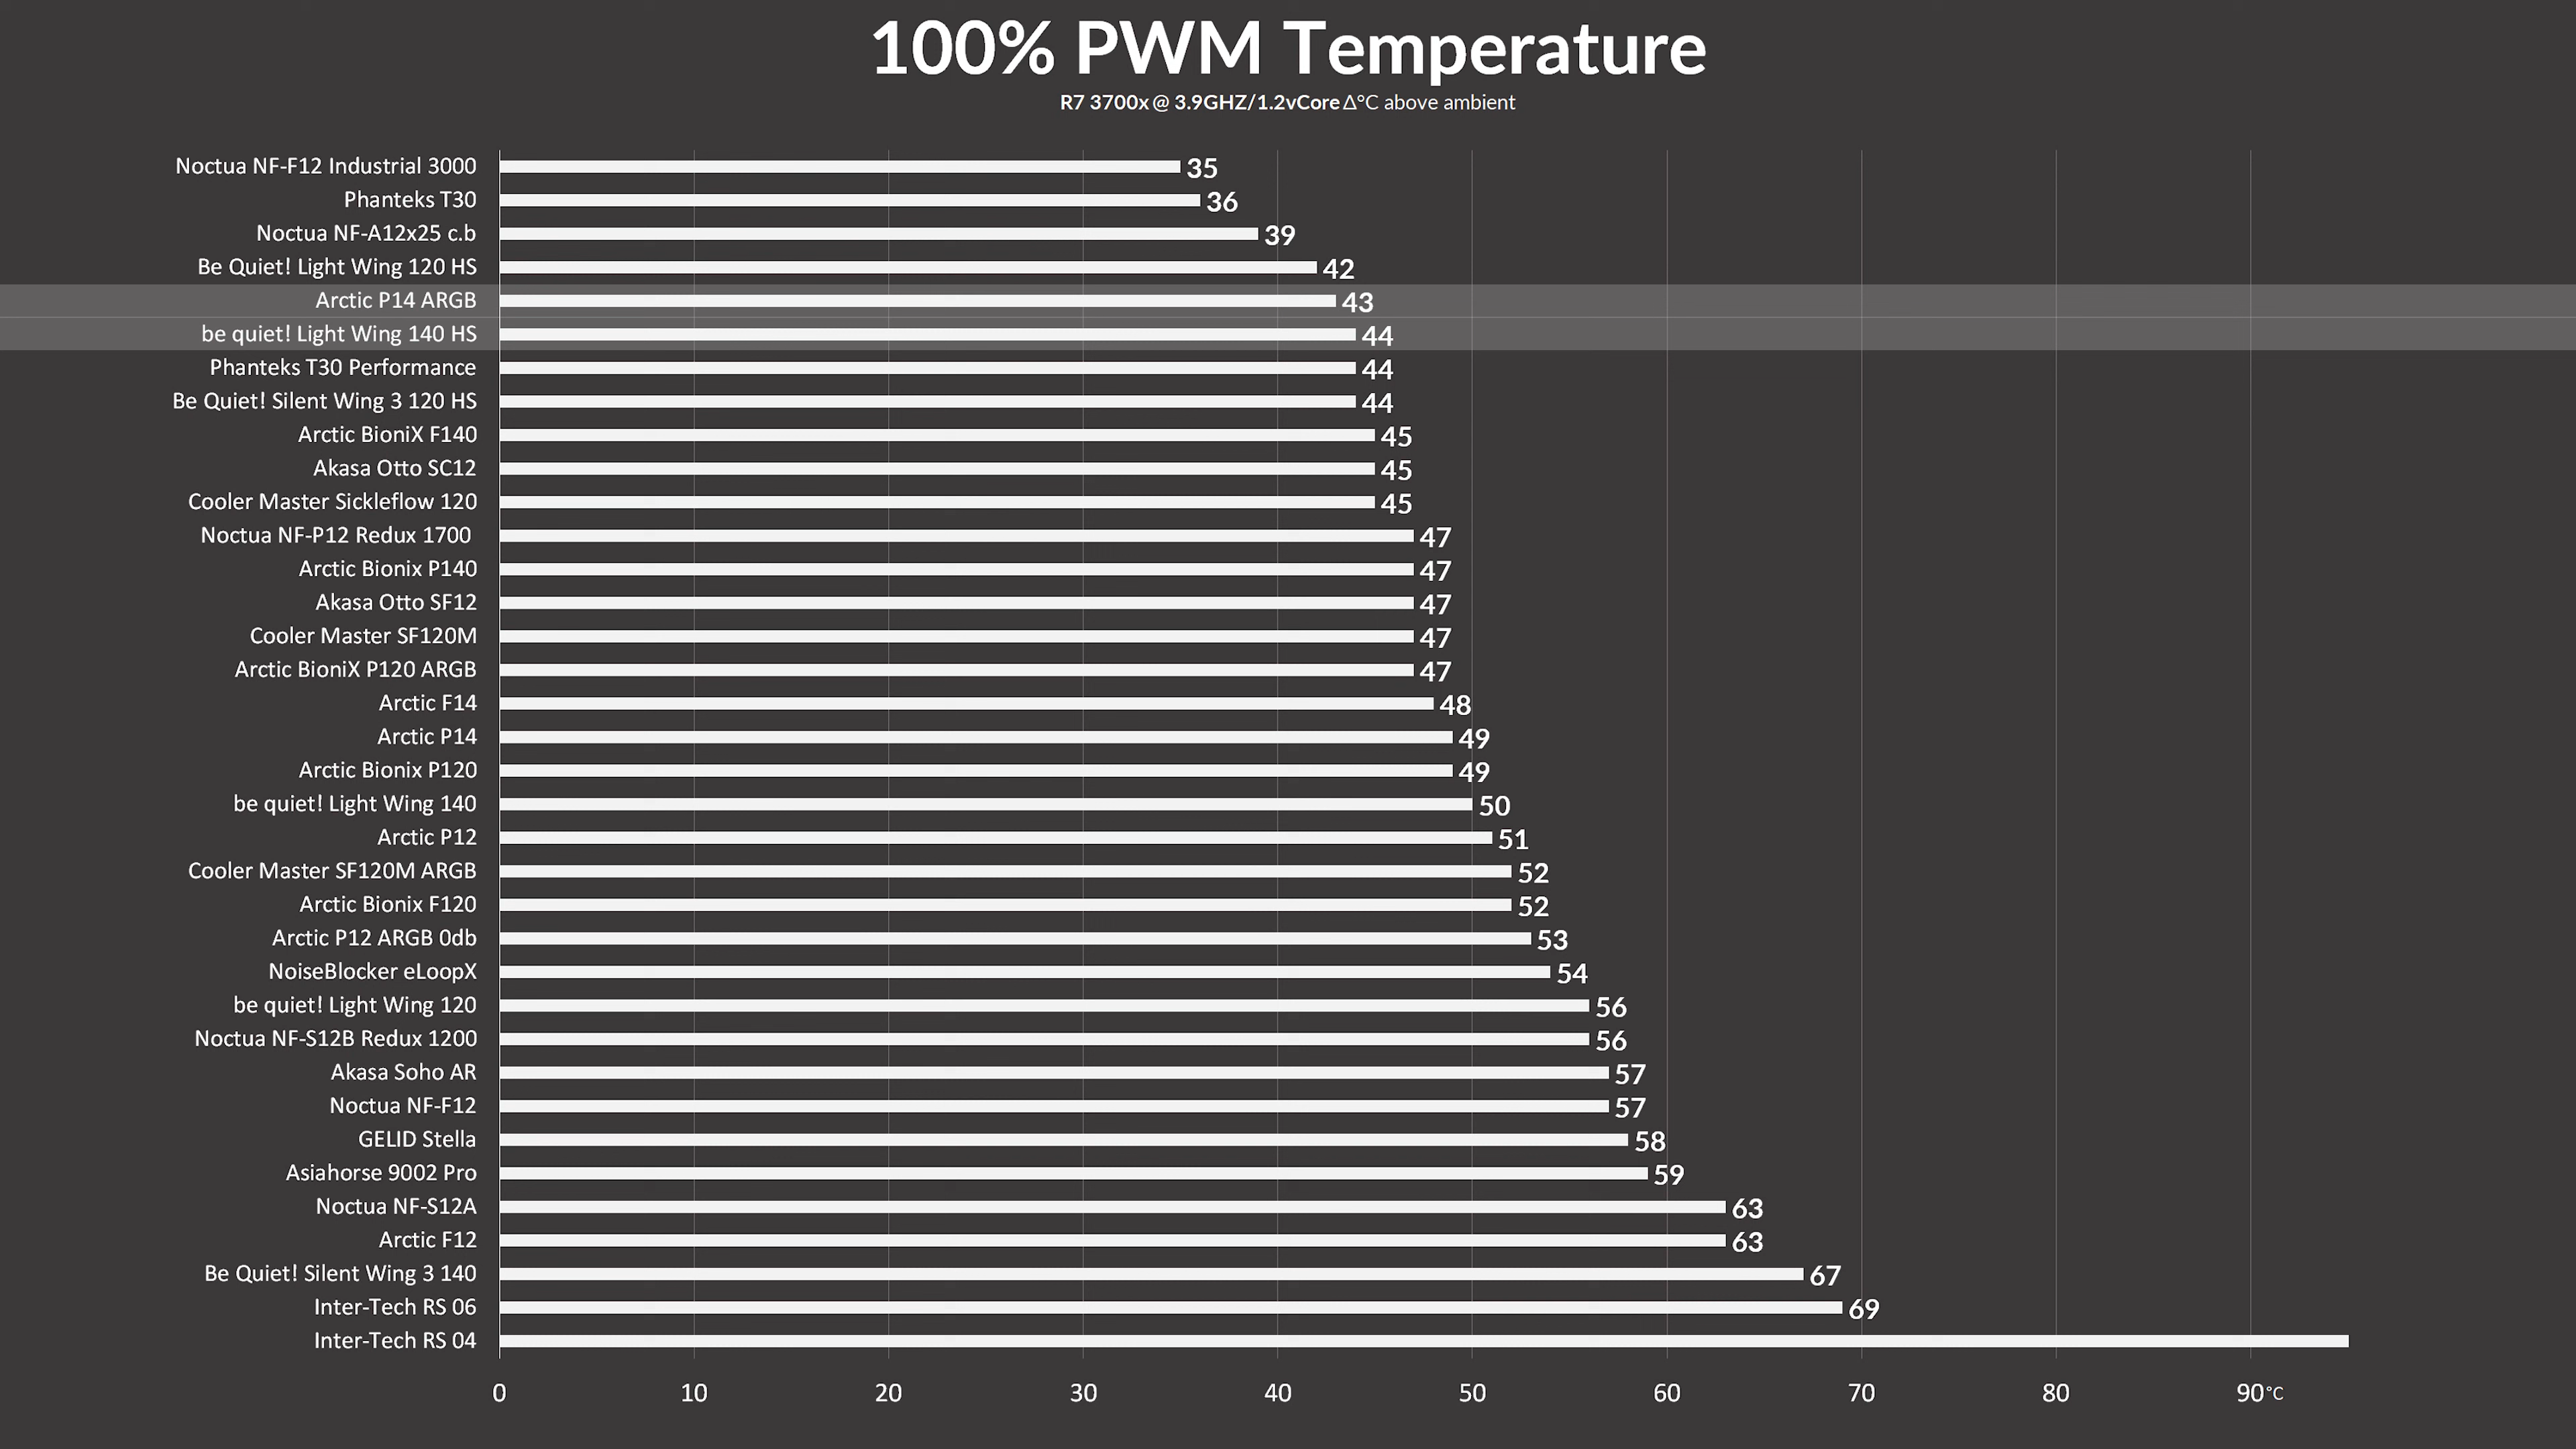 100% PWM Temperature
R7 3700x @ 3.9GHZ/1.2vCore Δ°C above ambient
Noctua NF-F12 Industrial 3000 35
Phanteks T30 36
Noctua NF-A12x25 c.b 39
Be Quiet! Light Wing 120 HS 42
Arctic P14 ARGB 43
be quiet! Light Wing 140 HS 44
Phanteks T30 Performance 44
Be Quiet! Silent Wing 3 120 HS 44
Arctic BioniX F140 45
Akasa Otto SC12 45
Cooler Master Sickleflow 120 45
Noctua NF-P12 Redux 1700 47
Arctic Bionix P140 47
Akasa Otto SF12 47
Cooler Master SF120M 47
Arctic BioniX P120 ARGB 47
Arctic F14 48
Arctic P14 49
Arctic Bionix P120 49
be quiet! Light Wing 140 50
Arctic P12 51
Cooler Master SF120M ARGB 52
Arctic Bionix F120 52
Arctic P12 ARGB 0db 53
NoiseBlocker eLoopX 54
be quiet! Light Wing 120 56
Noctua NF-S12B Redux 1200 56
Akasa Soho AR 57
Noctua NF-F12 57
GELID Stella 58
Asiahorse 9002 Pro 59
Noctua NF-S12A 63
Arctic F12 63
Be Quiet! Silent Wing 3 140 67
Inter-Tech RS 06 69
Inter-Tech RS 04
0 10 20 30 40 50 60 70 80 90°C